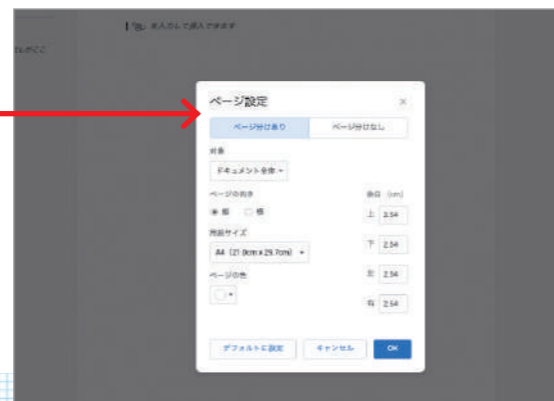 ページ設定
×
ページ分けあり
ページ分けなし
対象
ドキュメント全体
ページの向き
縦
横
用紙サイズ
A4（21.0cm x 29.7cm）
ページの色
余白（cm）
上 2.54
下 2.54
左 2.54
右 2.54
デフォルトに設定
キャンセル
OK